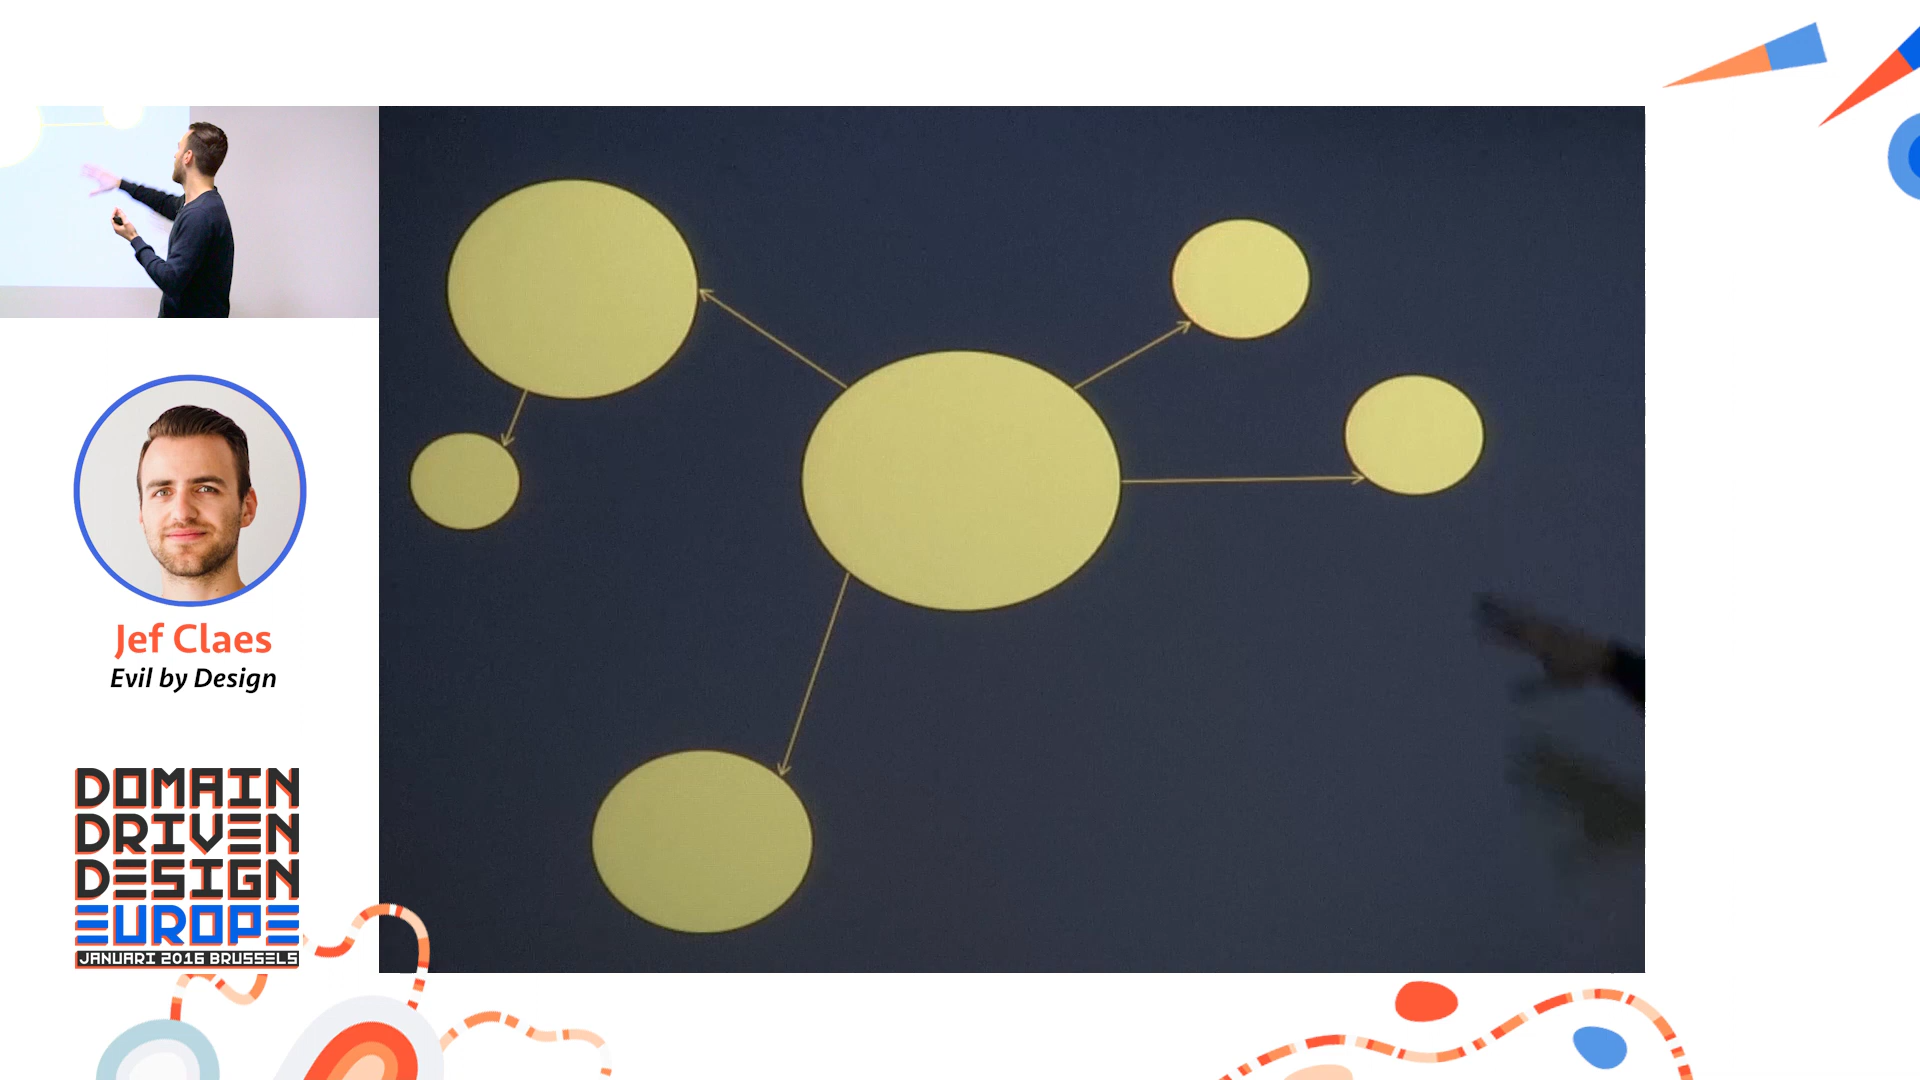 Jef Claes
Evil by Design
DOMAIN
DRIVEN
DESIGN
EUROPE
JANUARI 2016 BRUSSELS